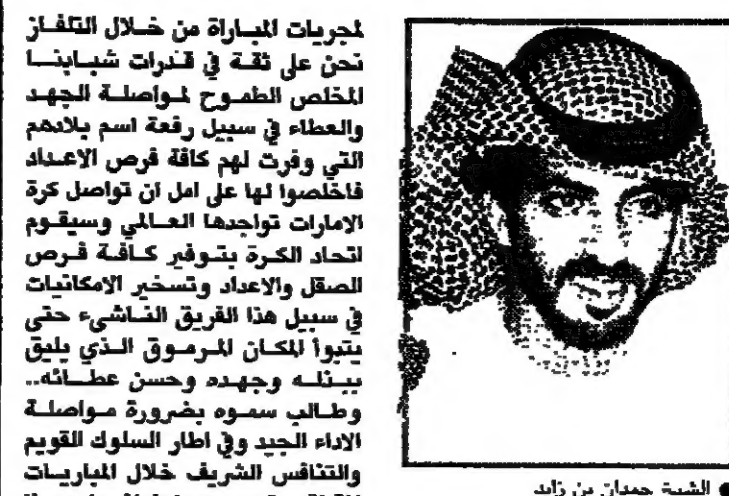 لمجريات المباراة من خلال التلفاز
نحن على ثقة في قدرات شبابنا
المخلص الطموح لمواصلة الجهد
والعطاء في سبيل رفعة اسم بلادهم
التي وفرت لهم كافة فرص الاعداد
فاخلصوا لها على امل ان تواصل كرة
الامارات تواجدها العالمي وسيقوم
اتحاد الكرة بتوفير كافة فرص
الصقل والاعداد وتسخير الامكانيات
في سبيل هذا الفريق الناشيء حتى
يتبوأ المكان المرموق الذي يليق
ببذله وجهده وحسن عطائه..
وطالب سموه بضرورة مواصلة
الاداء الجيد وفي اطار السلوك القويم
والتنافس الشريف خلال المباريات
● الشيخ حمدان بن زايد